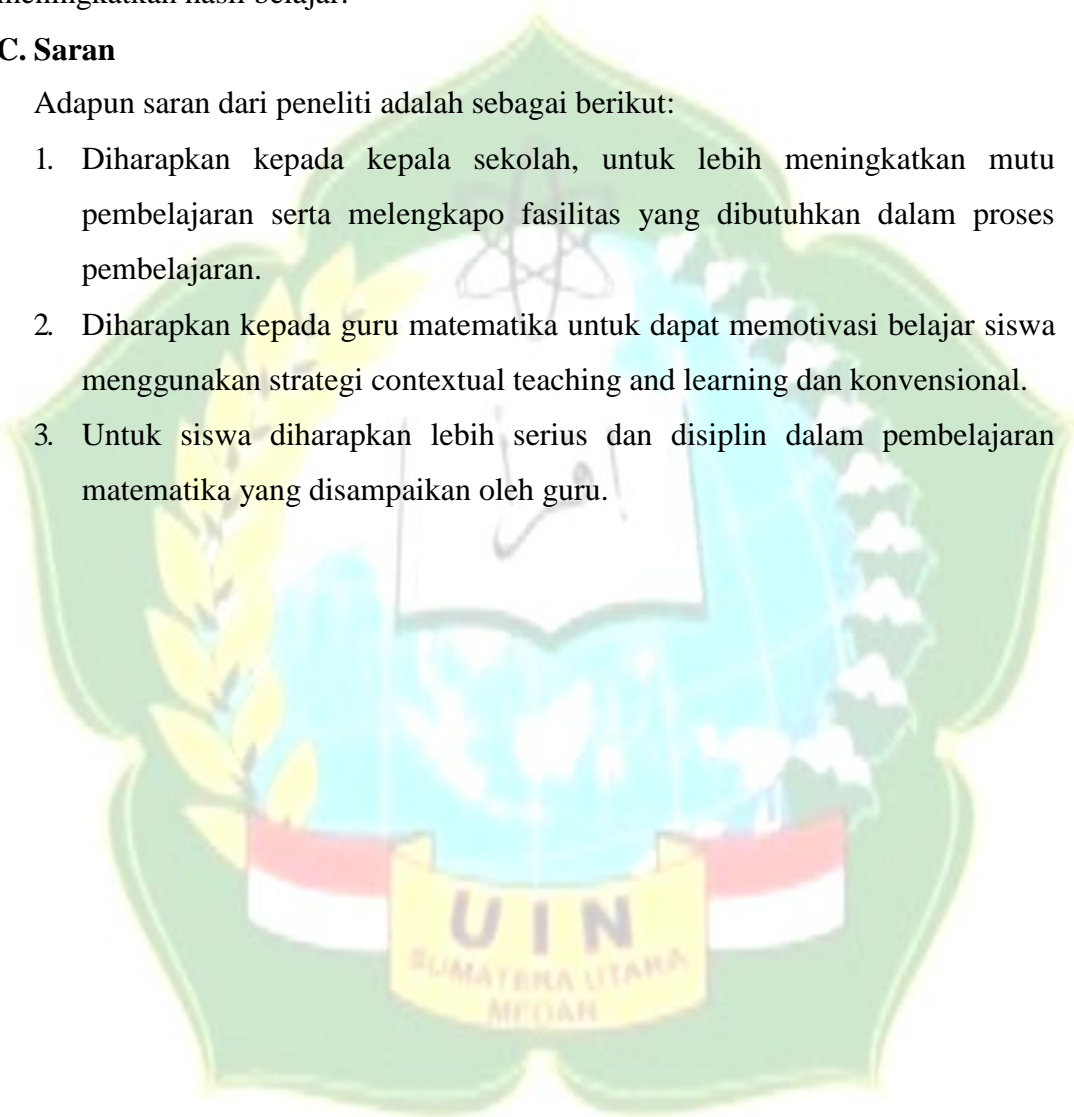 meningkatkan hasil belajar.
C. Saran
Adapun saran dari peneliti adalah sebagai berikut:
1. Diharapkan kepada kepala sekolah, untuk lebih meningkatkan mutu
pembelajaran serta melengkapo fasilitas yang dibutuhkan dalam proses
pembelajaran.
2. Diharapkan kepada guru matematika untuk dapat memotivasi belajar siswa
menggunakan strategi contextual teaching and learning dan konvensional.
3. Untuk siswa diharapkan lebih serius dan disiplin dalam pembelajaran
matematika yang disampaikan oleh guru.
UIN
SUMATERA UTARA
MEDAN